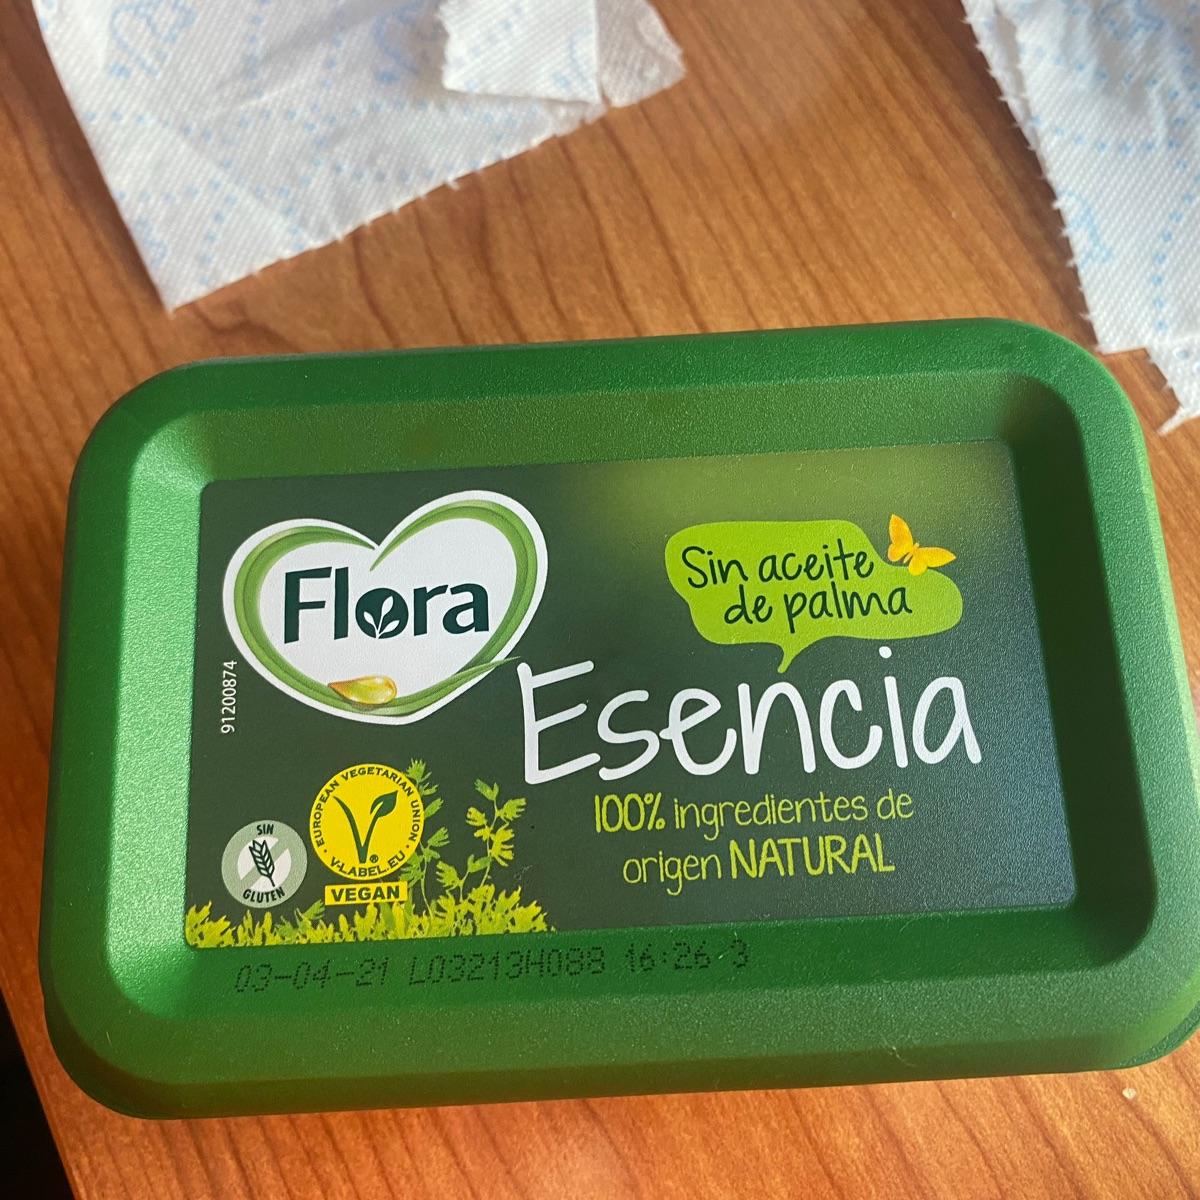 Flora
Sin aceite
de palma
Esencia
100% ingredientes de
origen NATURAL
91200874
SIN
GLUTEN
EUROPEAN VEGETARIAN UNION
V-LABEL.EU
®
VEGAN
03-04-21 L03213H088 16:26 3